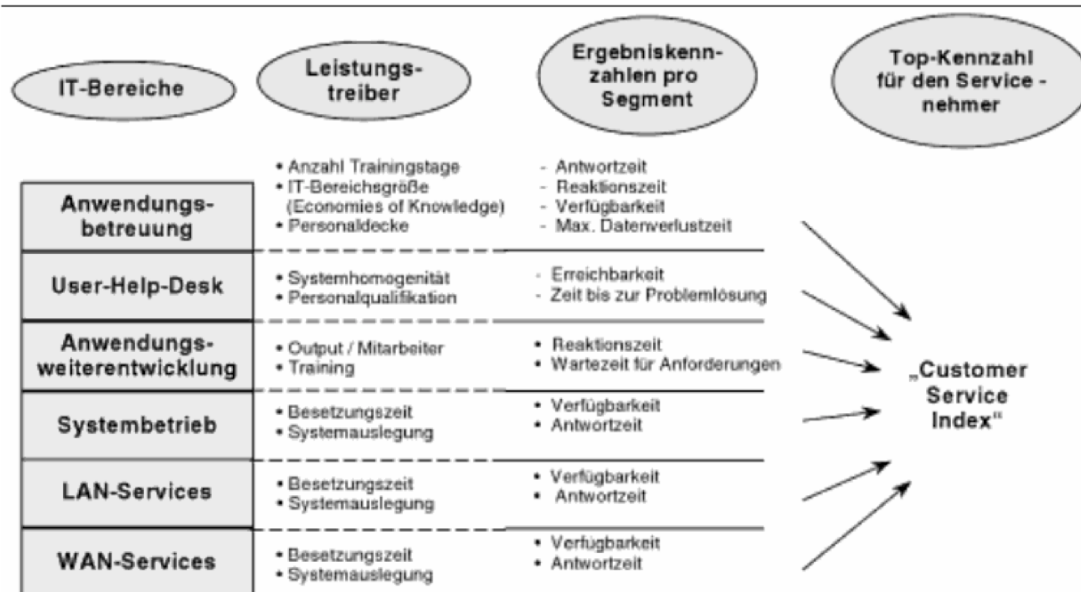 IT-Bereiche
Leistungs-
treiber
Ergebniskenn-
zahlen pro
Segment
Top-Kennzahl
für den Service -
nehmer
Anwendungs-
betreuung
• Anzahl Trainingstage
• IT-Bereichsgröße
(Economies of Knowledge)
• Personaldecke
- Antwortzeit
- Reaktionszeit
- Verfügbarkeit
- Max. Datenverlustzeit
User-Help-Desk
• Systemhomogenität
• Personalqualifikation
- Erreichbarkeit
- Zeit bis zur Problemlösung
Anwendungs-
weiterentwicklung
• Output / Mitarbeiter
• Training
• Reaktionszeit
• Wartezeit für Anforderungen
Systembetrieb
• Besetzungszeit
• Systemauslegung
• Verfügbarkeit
• Antwortzeit
LAN-Services
• Besetzungszeit
• Systemauslegung
• Verfügbarkeit
• Antwortzeit
WAN-Services
• Besetzungszeit
• Systemauslegung
• Verfügbarkeit
• Antwortzeit
„Customer
Service
Index“